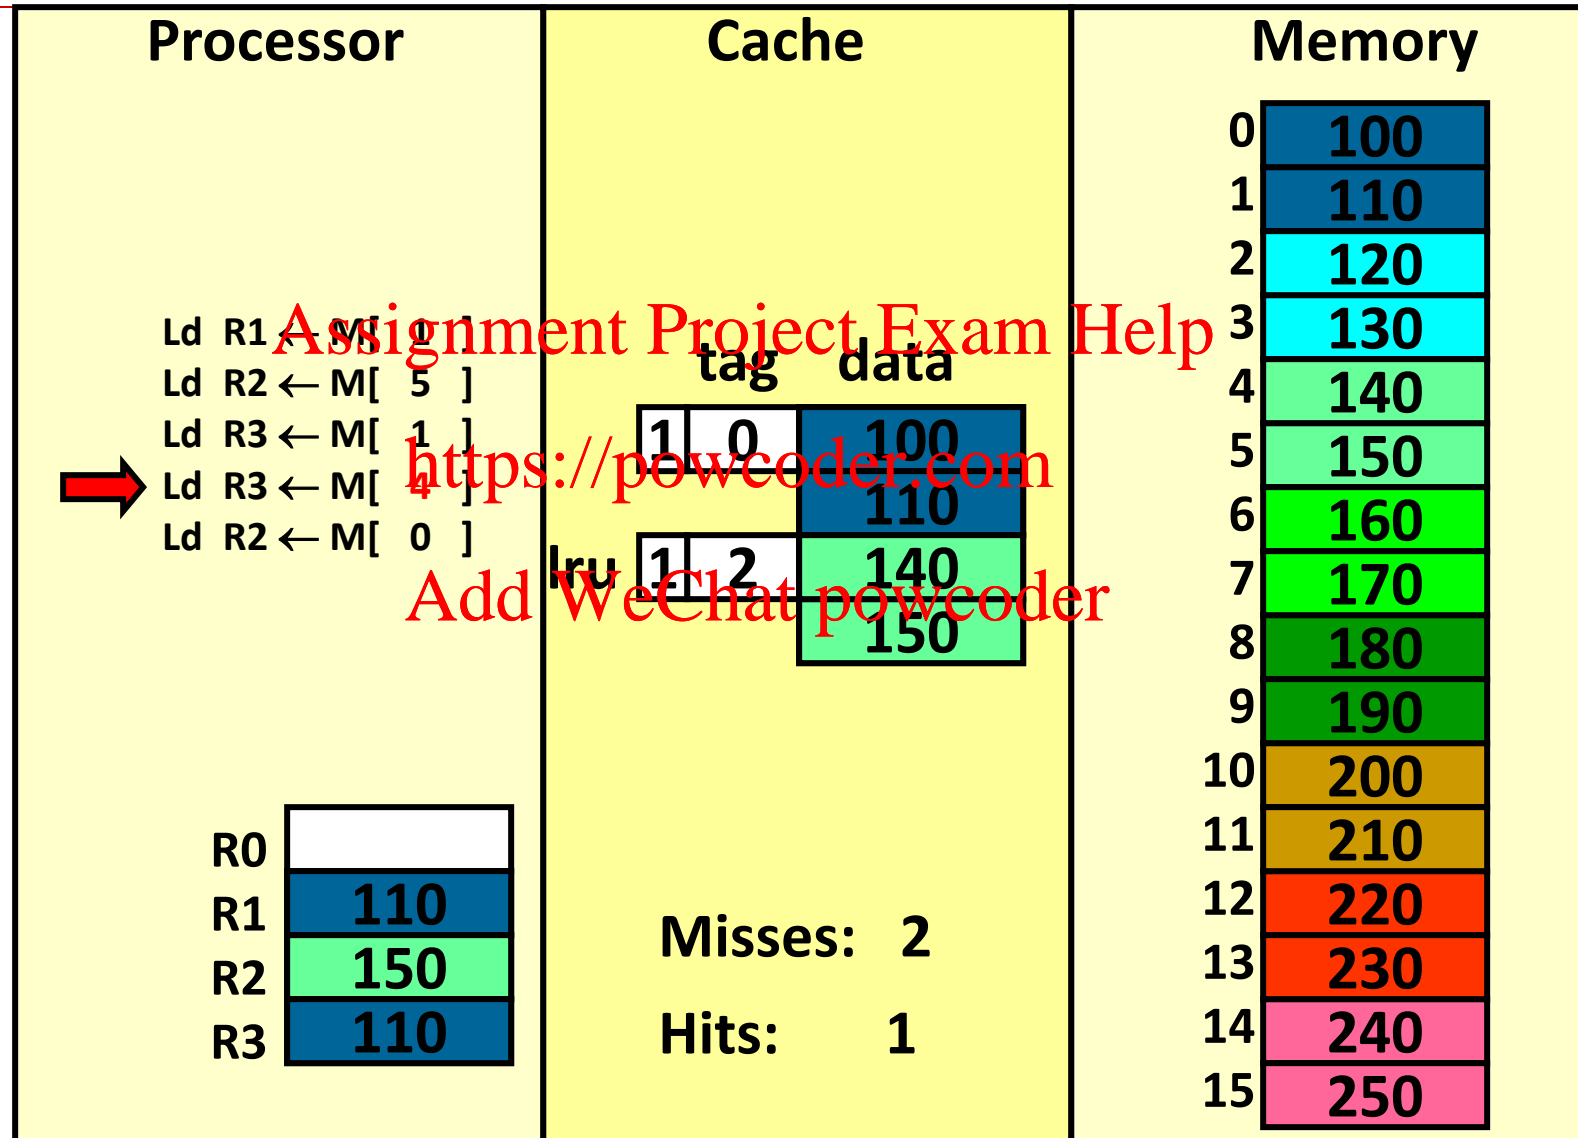 Processor
Cache
Memory
Ld R1 ← M[ 1 ]
Ld R2 ← M[ 5 ]
Ld R3 ← M[ 1 ]
Ld R3 ← M[ 4 ]
Ld R2 ← M[ 0 ]
R0
R1 110
R2 150
R3 110
tag data
1 0 100
110
lru 1 2 140
150
Misses: 2
Hits: 1
0 100
1 110
2 120
3 130
4 140
5 150
6 160
7 170
8 180
9 190
10 200
11 210
12 220
13 230
14 240
15 250
Assignment Project Exam Help
https://powcoder.com
Add WeChat powcoder